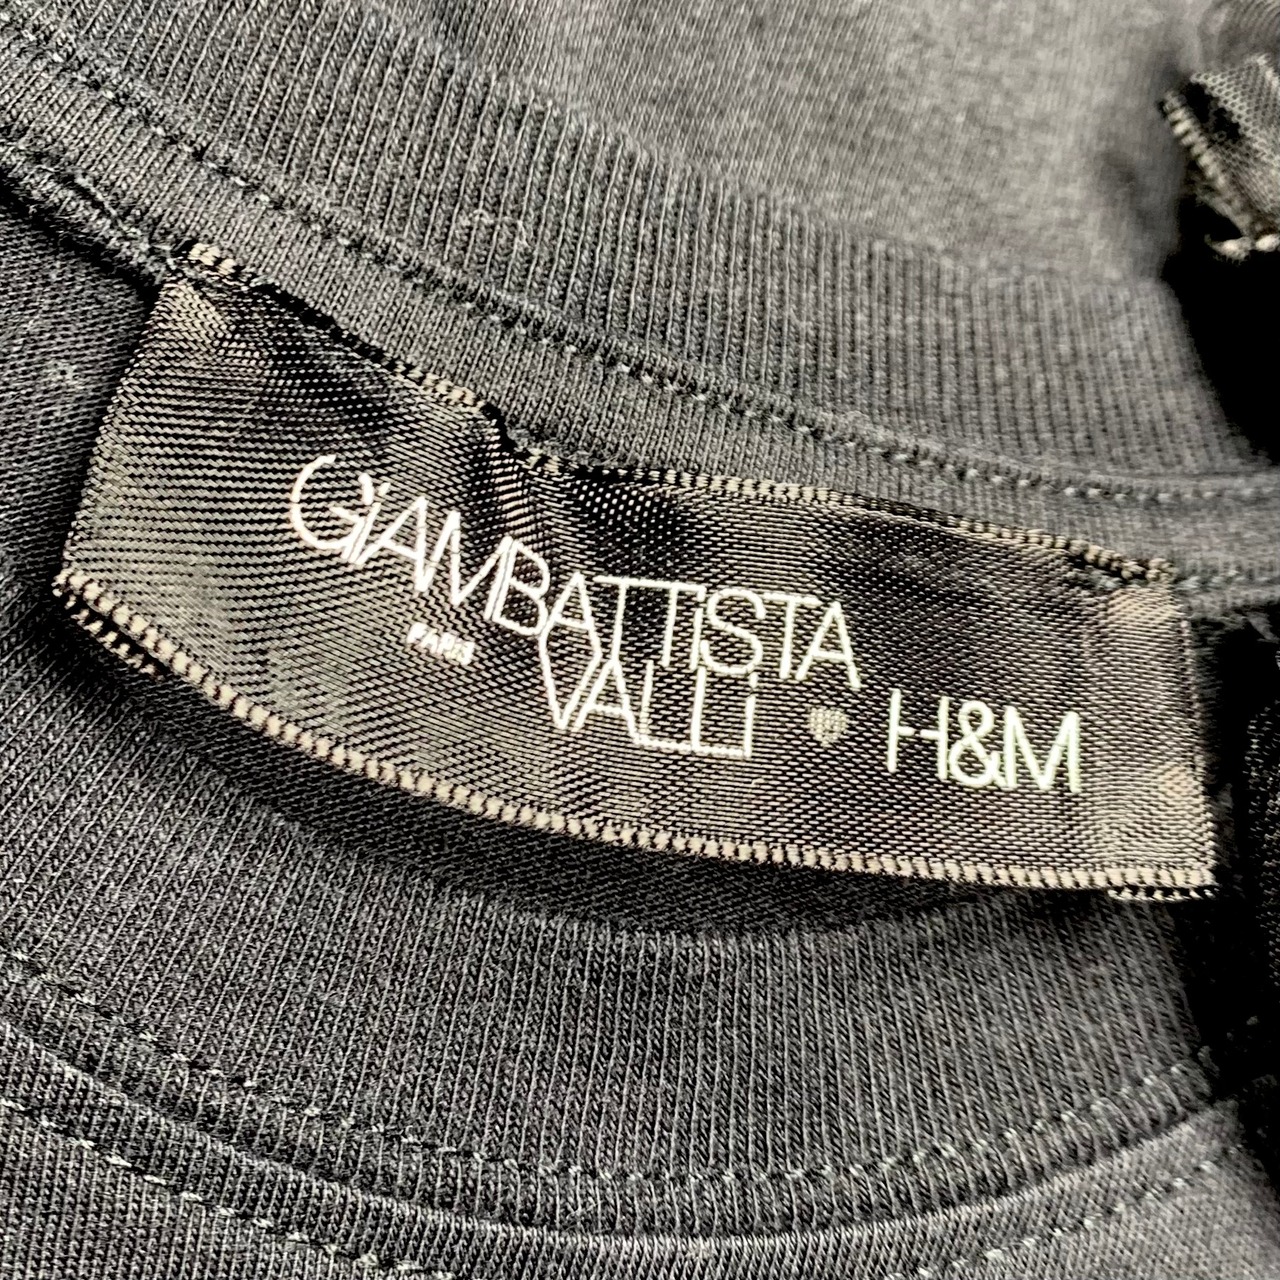 GiAMBATTiSTA
PARIS
VALLi ♥ H&M